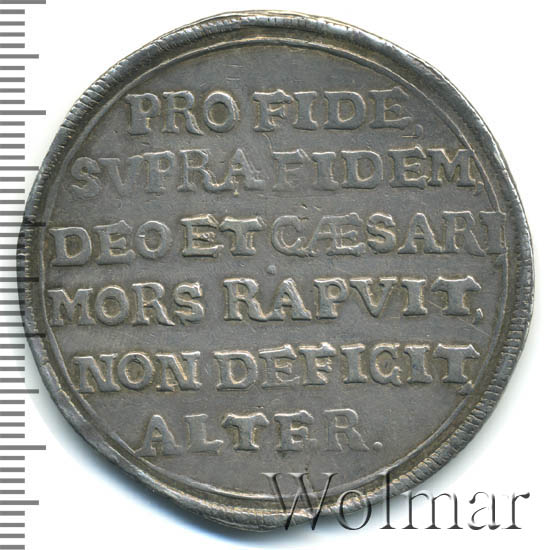 PRO FIDE,
SVPRA FIDEM,
DEO ET CÆSARI
MORS RAPVIT.
NON DEFICIT,
ALTER.
Wolmar